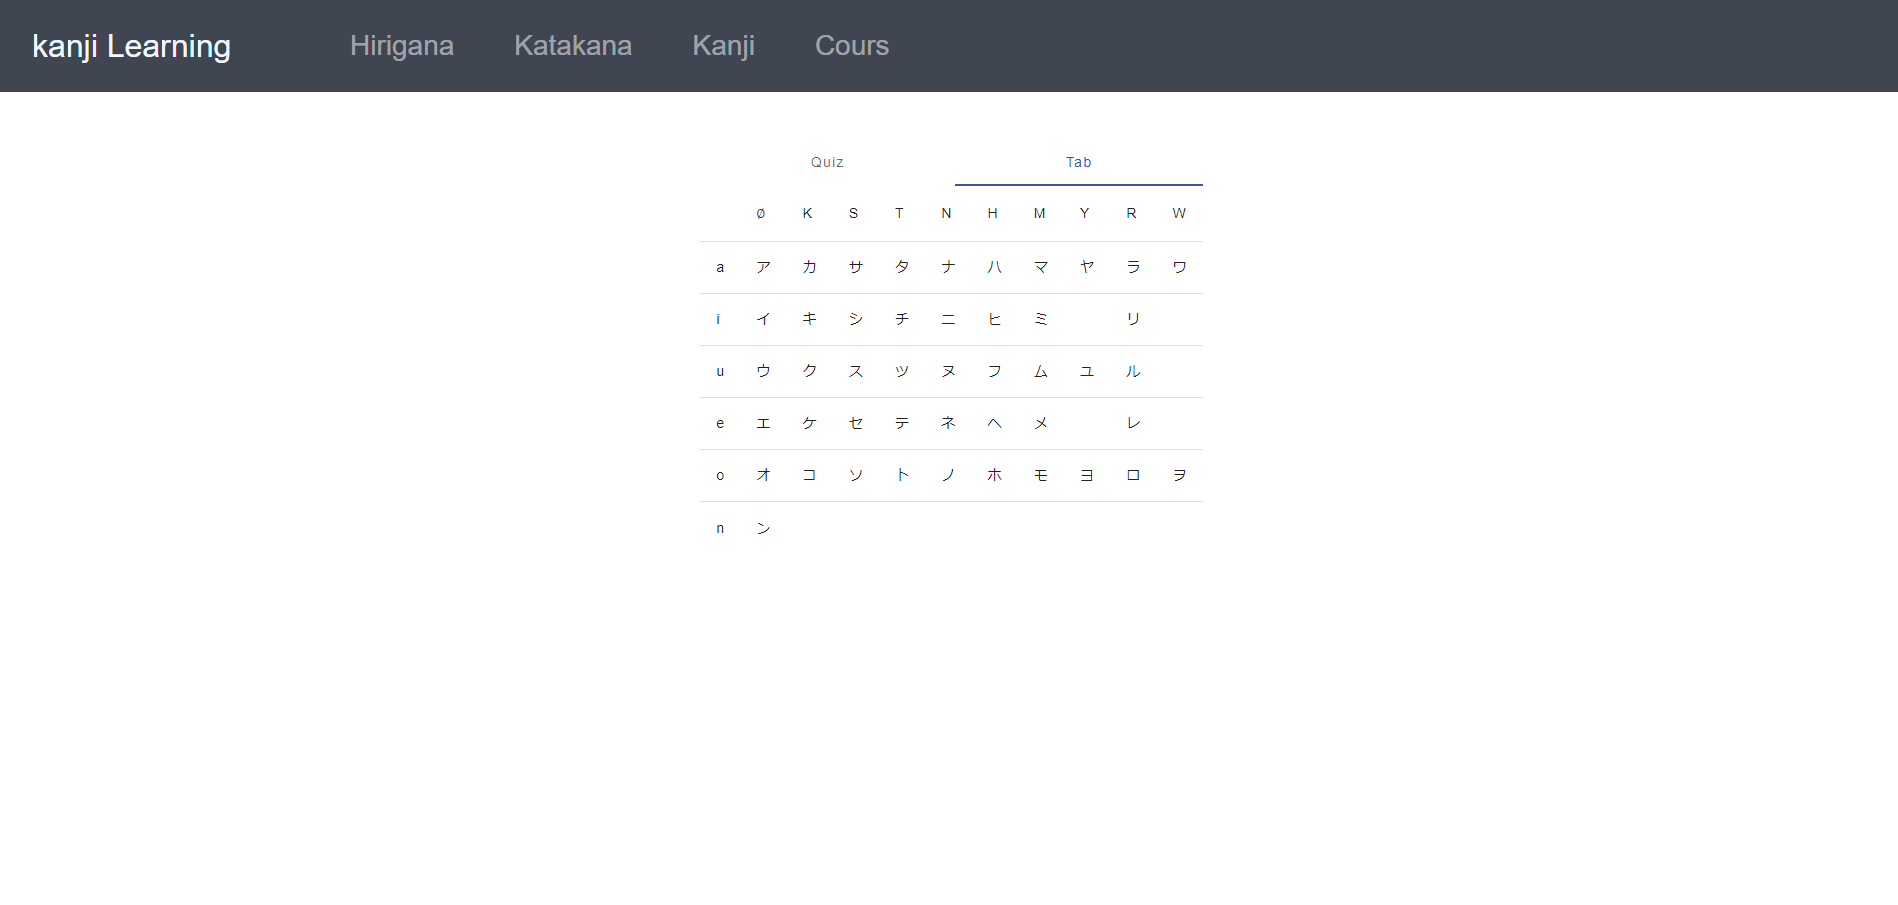 kanji Learning Hirigana Katakana Kanji Cours
Quiz Tab
∅ K S T N H M Y R W
a ア カ サ タ ナ ハ マ ヤ ラ ワ
i イ キ シ チ ニ ヒ ミ リ
u ウ ク ス ツ ヌ フ ム ユ ル
e エ ケ セ テ ネ ヘ メ レ
o オ コ ソ ト ノ ホ モ ヨ ロ ヲ
n ン